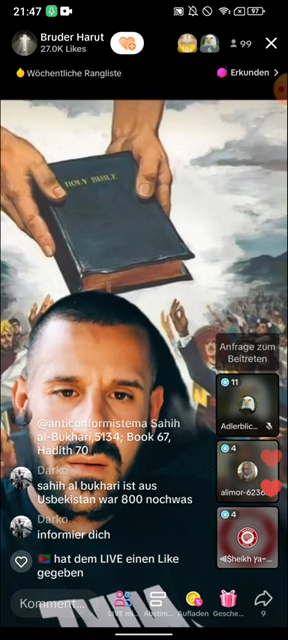 21:47
97
Bruder Harut
27.0K Likes
99
Wöchentliche Rangliste
Erkunden
HOLY BIBLE
Anfrage zum
Beitreten
11
Adlerblic...
@anticonformistema Sahih
al-Bukhari 5134; Book 67,
Hadith 70
4
alimor-6236
Darko
sahih al bukhari ist aus
Usbekistan war 800 nochwas
Darko
informier dich
4
hat dem LIVE einen Like
gegeben
Komment...
LIVE m...
Abstim...
Aufladen
Gesche...
9